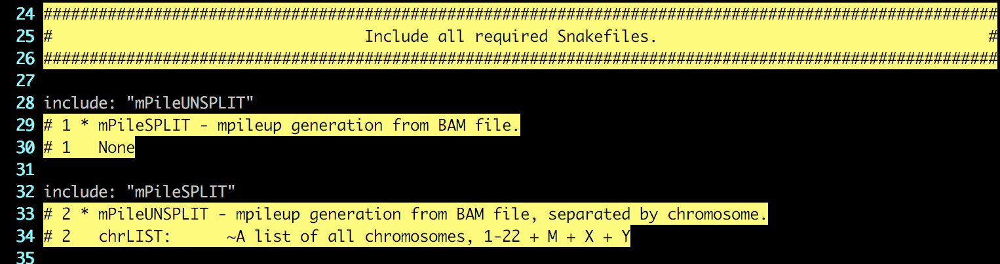 24 ########################################################################################################
25 # Include all required Snakefiles. #
26 ########################################################################################################
27
28 include: "mPileUNSPLIT"
29 # 1 * mPileSPLIT - mpileup generation from BAM file.
30 # 1 None
31
32 include: "mPileSPLIT"
33 # 2 * mPileUNSPLIT - mpileup generation from BAM file, separated by chromosome.
34 # 2 chrLIST: ~A list of all chromosomes, 1-22 + M + X + Y
35